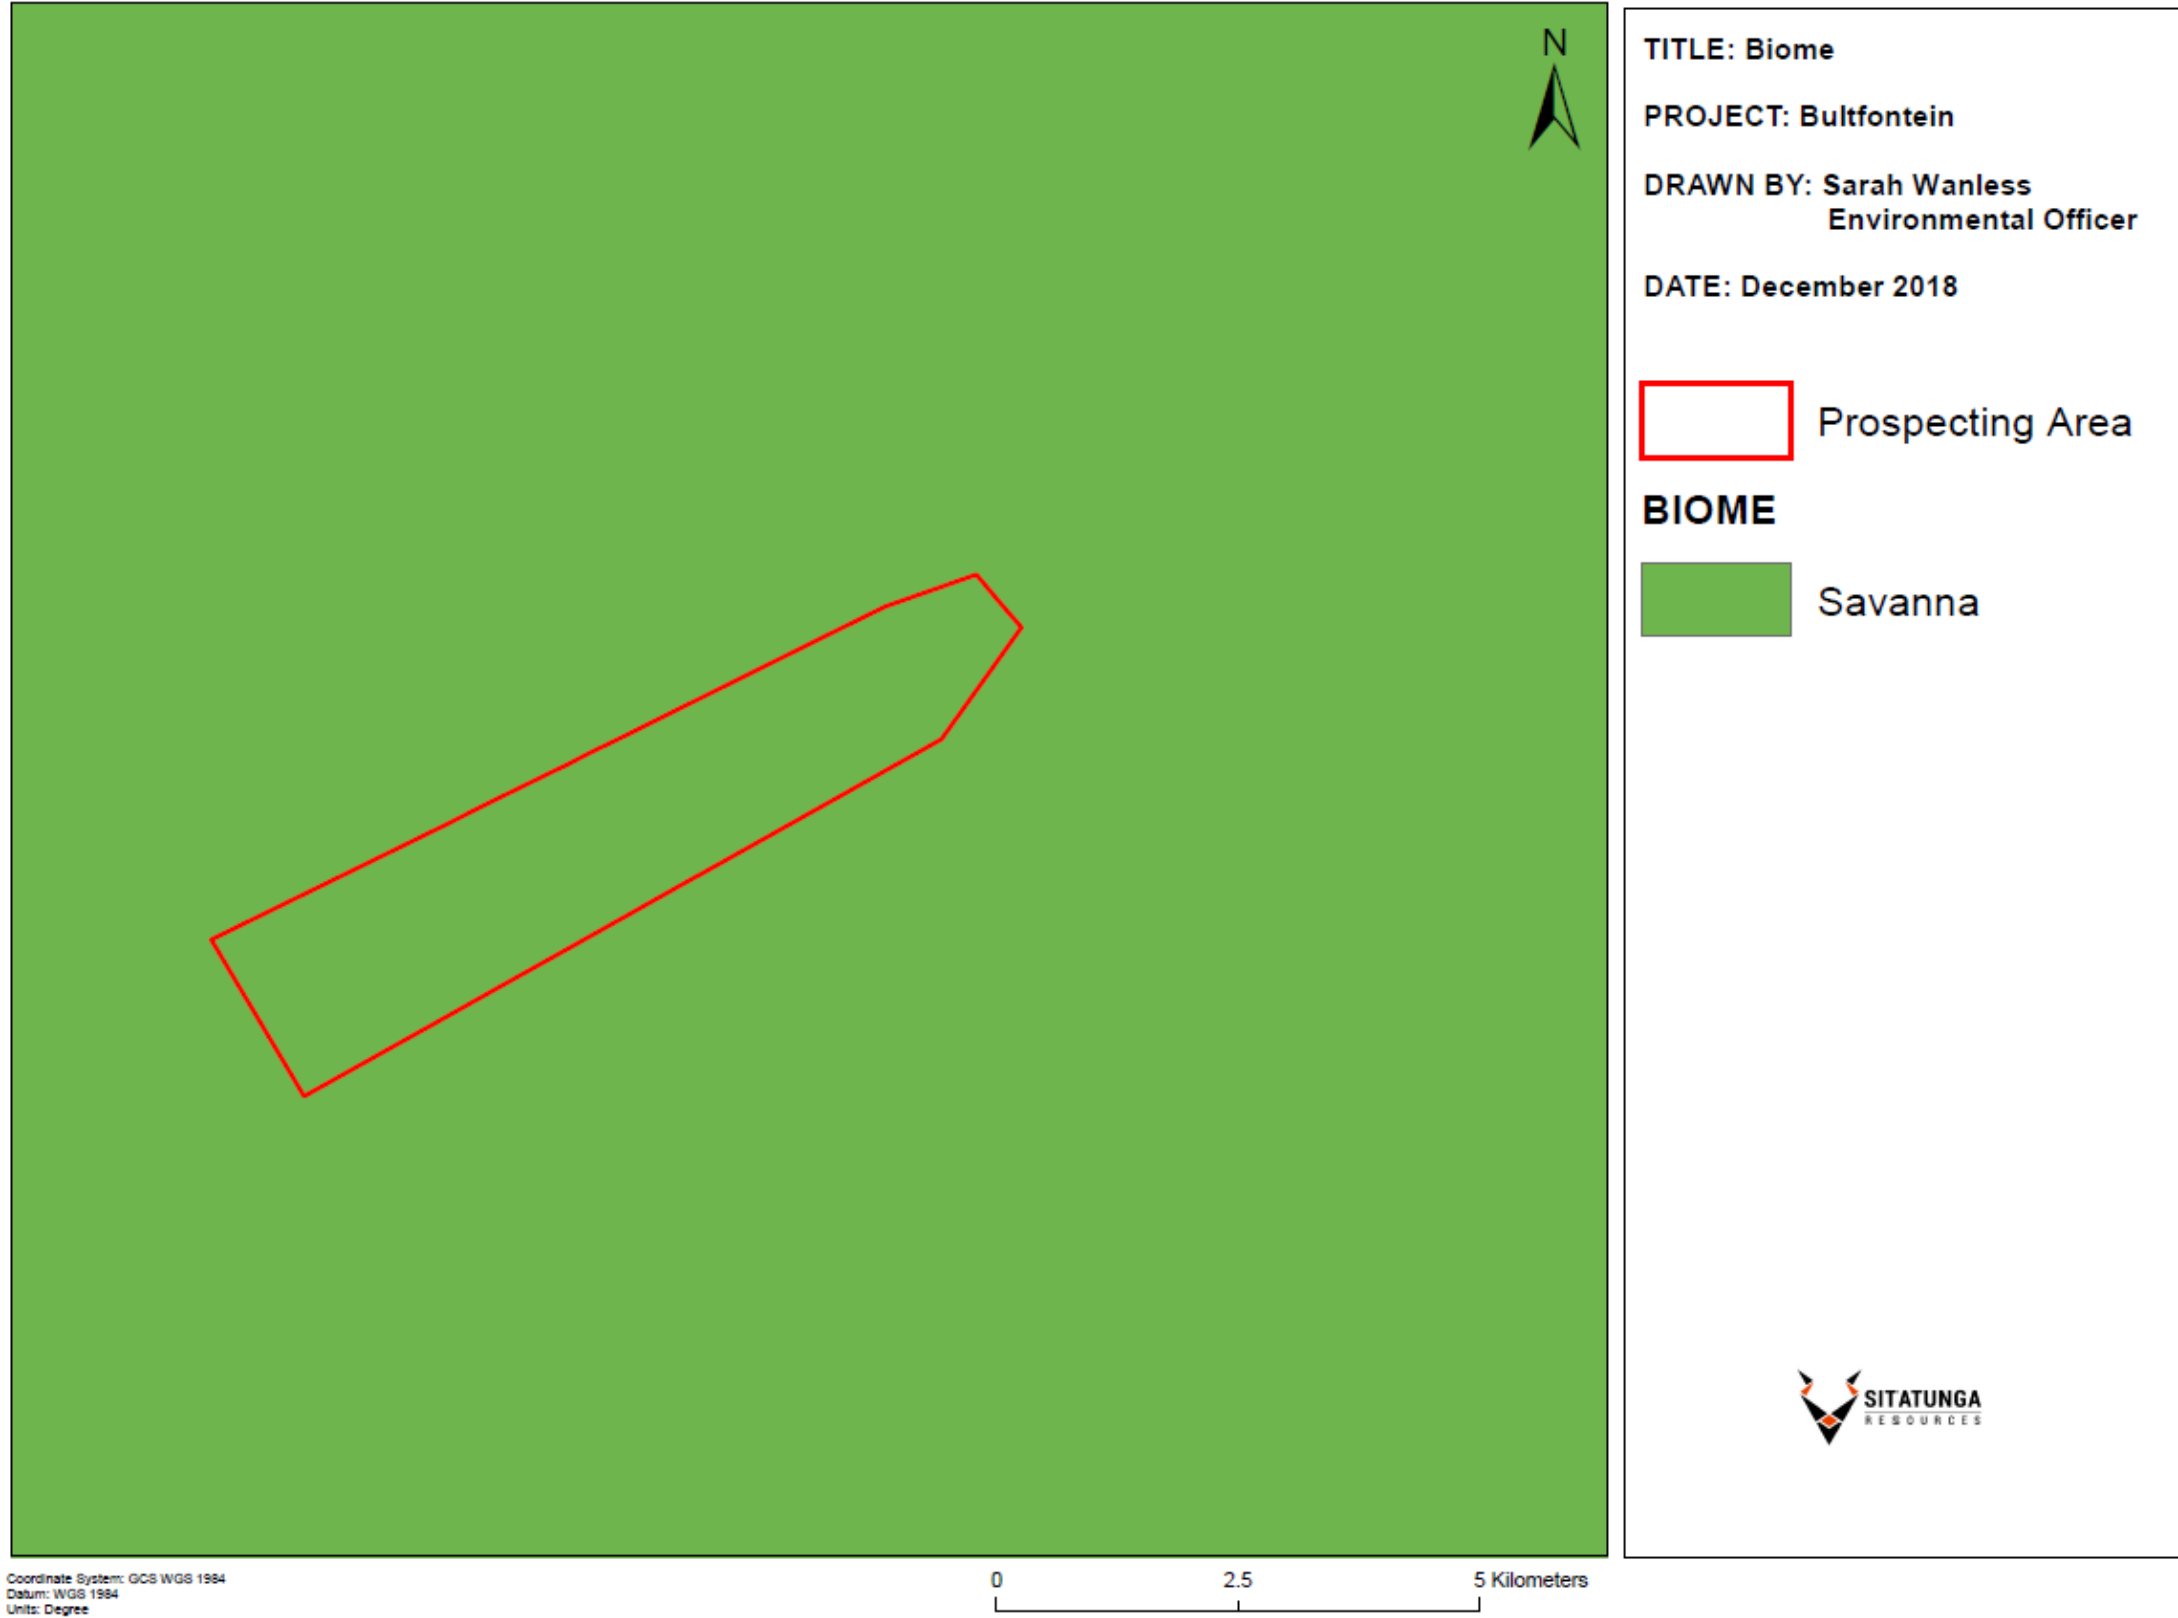 N
TITLE: Biome
PROJECT: Bultfontein
DRAWN BY: Sarah Wanless
Environmental Officer
DATE: December 2018
Prospecting Area
BIOME
Savanna
SITATUNGA
RESOURCES
Coordinate System: GCS WGS 1984
Datum: WGS 1984
Units: Degree
0 2.5 5 Kilometers